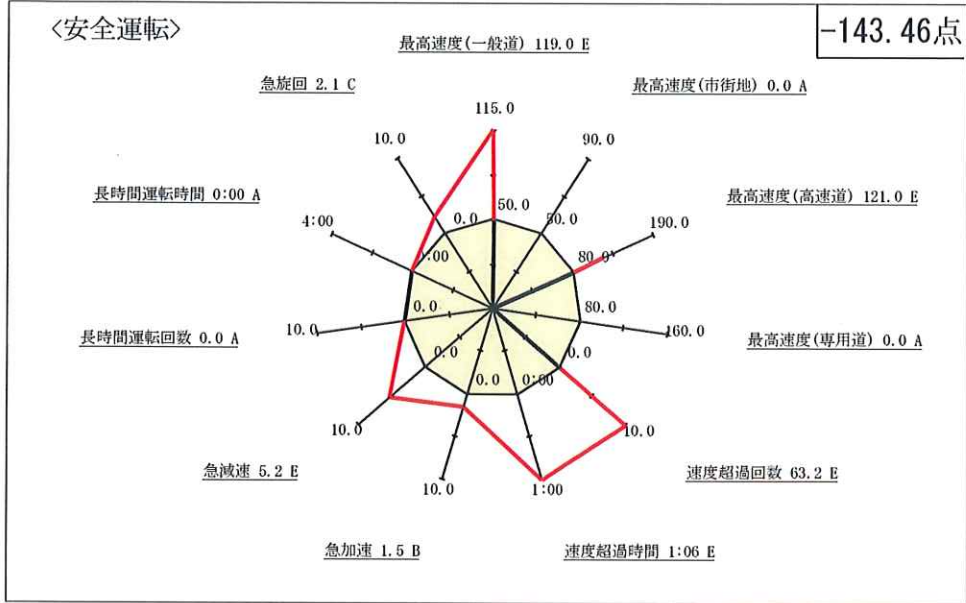 <安全運転>
-143.46点
最高速度(一般道) 119.0 E
急旋回 2.1 C
最高速度(市街地) 0.0 A
115.0
10.0
90.0
長時間運転時間 0:00 A
最高速度(高速道) 121.0 E
4:00
190.0
50.0
0.0
50.0
:00
80.0
0.0
80.0
10.0
160.0
長時間運転回数 0.0 A
最高速度(専用道) 0.0 A
0.0
0.0
0.0
0:00
10.0
10.0
急減速 5.2 E
速度超過回数 63.2 E
10.0
1:00
急加速 1.5 B
速度超過時間 1:06 E